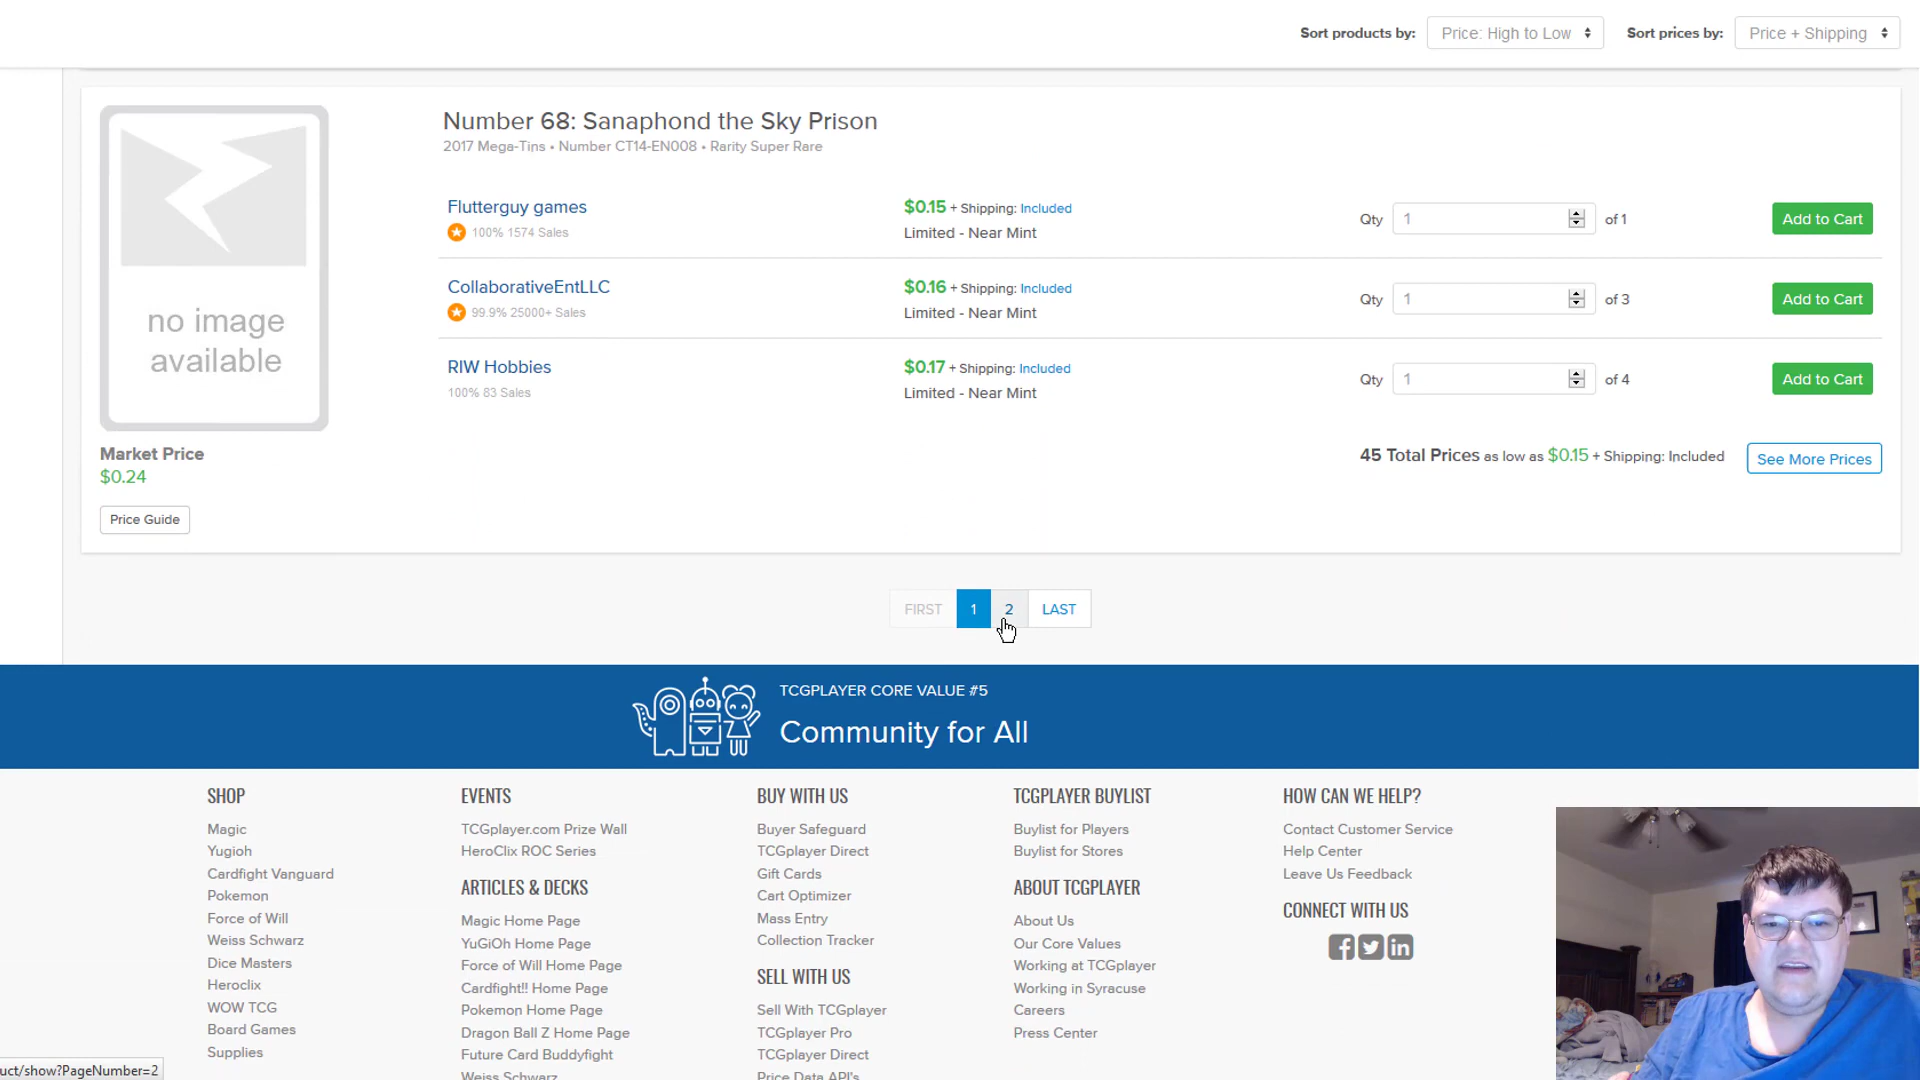 Sort products by: Price: High to Low Sort prices by: Price + Shipping
no image
available
Market Price
$0.24
Price Guide
Number 68: Sanaphond the Sky Prison
2017 Mega-Tins • Number CT14-EN008 • Rarity Super Rare
Flutterguy games
100% 1574 Sales
$0.15 + Shipping: Included
Limited - Near Mint
Qty 1 of 1 Add to Cart
CollaborativeEntLLC
99.9% 25000+ Sales
$0.16 + Shipping: Included
Limited - Near Mint
Qty 1 of 3 Add to Cart
RIW Hobbies
100% 83 Sales
$0.17 + Shipping: Included
Limited - Near Mint
Qty 1 of 4 Add to Cart
45 Total Prices as low as $0.15 + Shipping: Included See More Prices
FIRST 1 2 LAST
TCGPLAYER CORE VALUE #5
Community for All
SHOP
Magic
Yugioh
Cardfight Vanguard
Pokemon
Force of Will
Weiss Schwarz
Dice Masters
Heroclix
WOW TCG
Board Games
Supplies
EVENTS
TCGplayer.com Prize Wall
HeroClix ROC Series
ARTICLES & DECKS
Magic Home Page
YuGiOh Home Page
Force of Will Home Page
Cardfight!! Home Page
Pokemon Home Page
Dragon Ball Z Home Page
Future Card Buddyfight
Weiss Schwarz
BUY WITH US
Buyer Safeguard
TCGplayer Direct
Gift Cards
Cart Optimizer
Mass Entry
Collection Tracker
SELL WITH US
Sell With TCGplayer
TCGplayer Pro
TCGplayer Direct
Price Data API's
TCGPLAYER BUYLIST
Buylist for Players
Buylist for Stores
ABOUT TCGPLAYER
About Us
Our Core Values
Working at TCGplayer
Working in Syracuse
Careers
Press Center
HOW CAN WE HELP?
Contact Customer Service
Help Center
Leave Us Feedback
CONNECT WITH US
uct/show?PageNumber=2